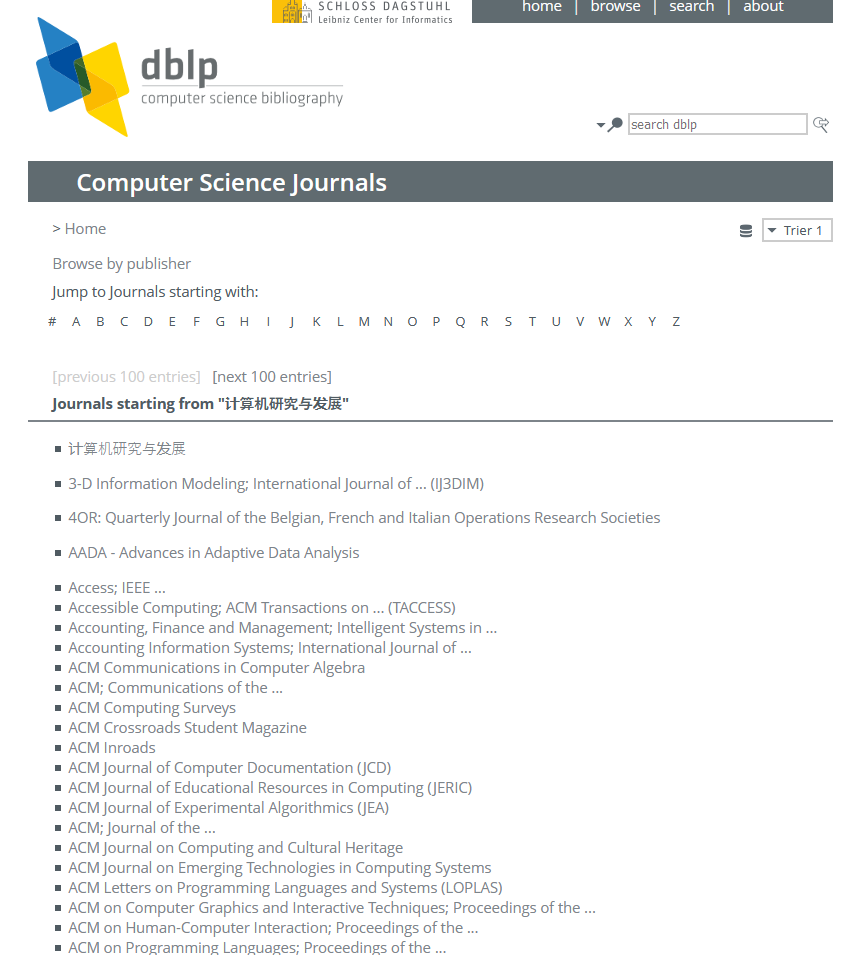 SCHLOSS DAGSTUHL
Leibniz Center for Informatics
home | browse | search | about
dblp
computer science bibliography
search dblp
Computer Science Journals
> Home
Trier 1
Browse by publisher
Jump to Journals starting with:
# A B C D E F G H I J K L M N O P Q R S T U V W X Y Z
[previous 100 entries] [next 100 entries]
Journals starting from "计算机研究与发展"
计算机研究与发展
3-D Information Modeling; International Journal of ... (IJ3DIM)
4OR: Quarterly Journal of the Belgian, French and Italian Operations Research Societies
AADA - Advances in Adaptive Data Analysis
Access; IEEE ...
Accessible Computing; ACM Transactions on ... (TACCESS)
Accounting, Finance and Management; Intelligent Systems in ...
Accounting Information Systems; International Journal of ...
ACM Communications in Computer Algebra
ACM; Communications of the ...
ACM Computing Surveys
ACM Crossroads Student Magazine
ACM Inroads
ACM Journal of Computer Documentation (JCD)
ACM Journal of Educational Resources in Computing (JERIC)
ACM Journal of Experimental Algorithmics (JEA)
ACM; Journal of the ...
ACM Journal on Computing and Cultural Heritage
ACM Journal on Emerging Technologies in Computing Systems
ACM Letters on Programming Languages and Systems (LOPLAS)
ACM on Computer Graphics and Interactive Techniques; Proceedings of the ...
ACM on Human-Computer Interaction; Proceedings of the ...
ACM on Programming Languages; Proceedings of the ...